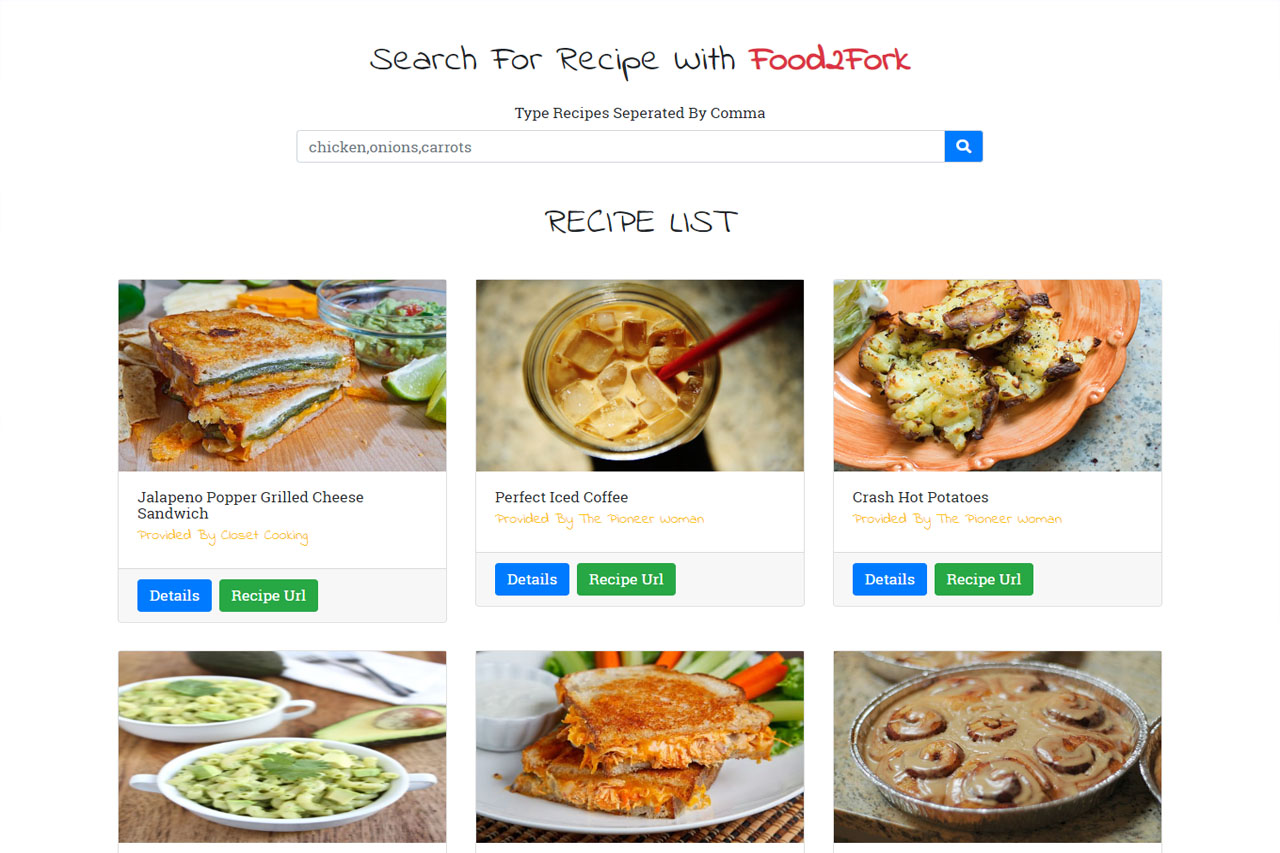 Search For Recipe With Food2Fork
Type Recipes Seperated By Comma
chicken,onions,carrots
RECIPE LIST
Jalapeno Popper Grilled Cheese
Sandwich
Provided By Closet Cooking
Details Recipe Url
Perfect Iced Coffee
Provided By The Pioneer Woman
Details Recipe Url
Crash Hot Potatoes
Provided By The Pioneer Woman
Details Recipe Url